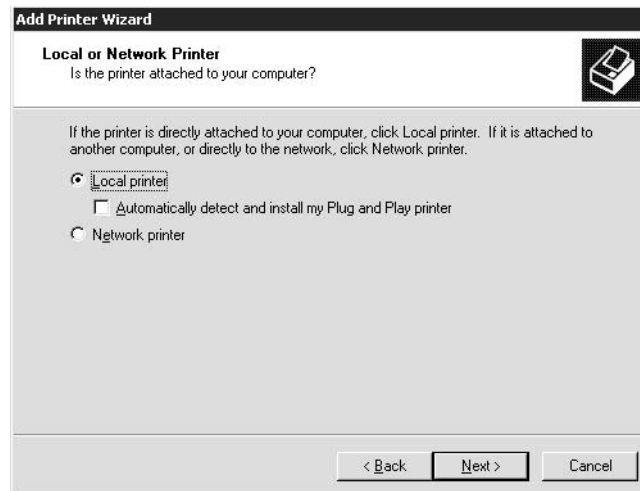 Add Printer Wizard
Local or Network Printer
Is the printer attached to your computer?
If the printer is directly attached to your computer, click Local printer. If it is attached to
another computer, or directly to the network, click Network printer.
Local printer
Automatically detect and install my Plug and Play printer
Network printer
< Back Next > Cancel